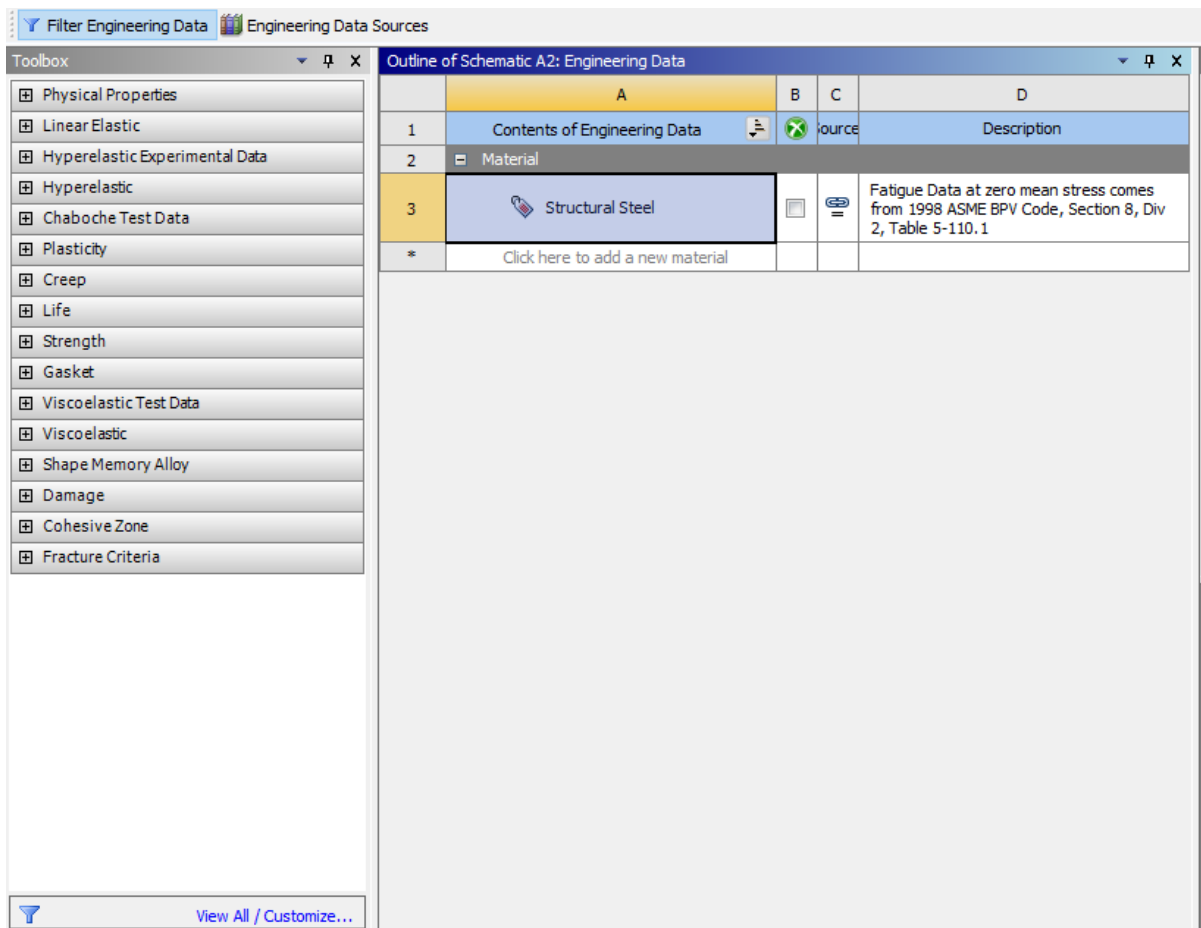 Filter Engineering Data Engineering Data Sources
Toolbox
Physical Properties
Linear Elastic
Hyperelastic Experimental Data
Hyperelastic
Chaboche Test Data
Plasticity
Creep
Life
Strength
Gasket
Viscoelastic Test Data
Viscoelastic
Shape Memory Alloy
Damage
Cohesive Zone
Fracture Criteria
View All / Customize...
Outline of Schematic A2: Engineering Data
A B C D
1 Contents of Engineering Data ource Description
2 Material
3 Structural Steel
Fatigue Data at zero mean stress comes
from 1998 ASME BPV Code, Section 8, Div
2, Table 5-110.1
* Click here to add a new material